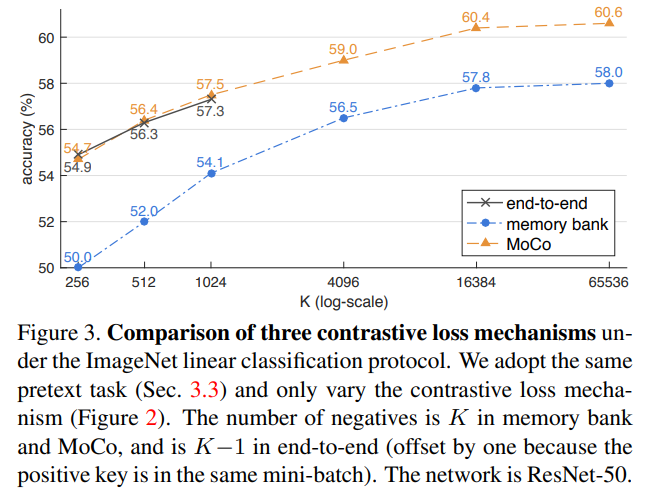 60.4
60.6
60
59.0
58
57.5
57.8
58.0
56.4
57.3
56.5
56
56.3
54.7
54.9
54.1
54
52.0
52
50.0
50
accuracy (%)
end-to-end
memory bank
MoCo
256 512 1024 4096 16384 65536
K (log-scale)
Figure 3. Comparison of three contrastive loss mechanisms un-
der the ImageNet linear classification protocol. We adopt the same
pretext task (Sec. 3.3) and only vary the contrastive loss mecha-
nism (Figure 2). The number of negatives is K in memory bank
and MoCo, and is K−1 in end-to-end (offset by one because the
positive key is in the same mini-batch). The network is ResNet-50.